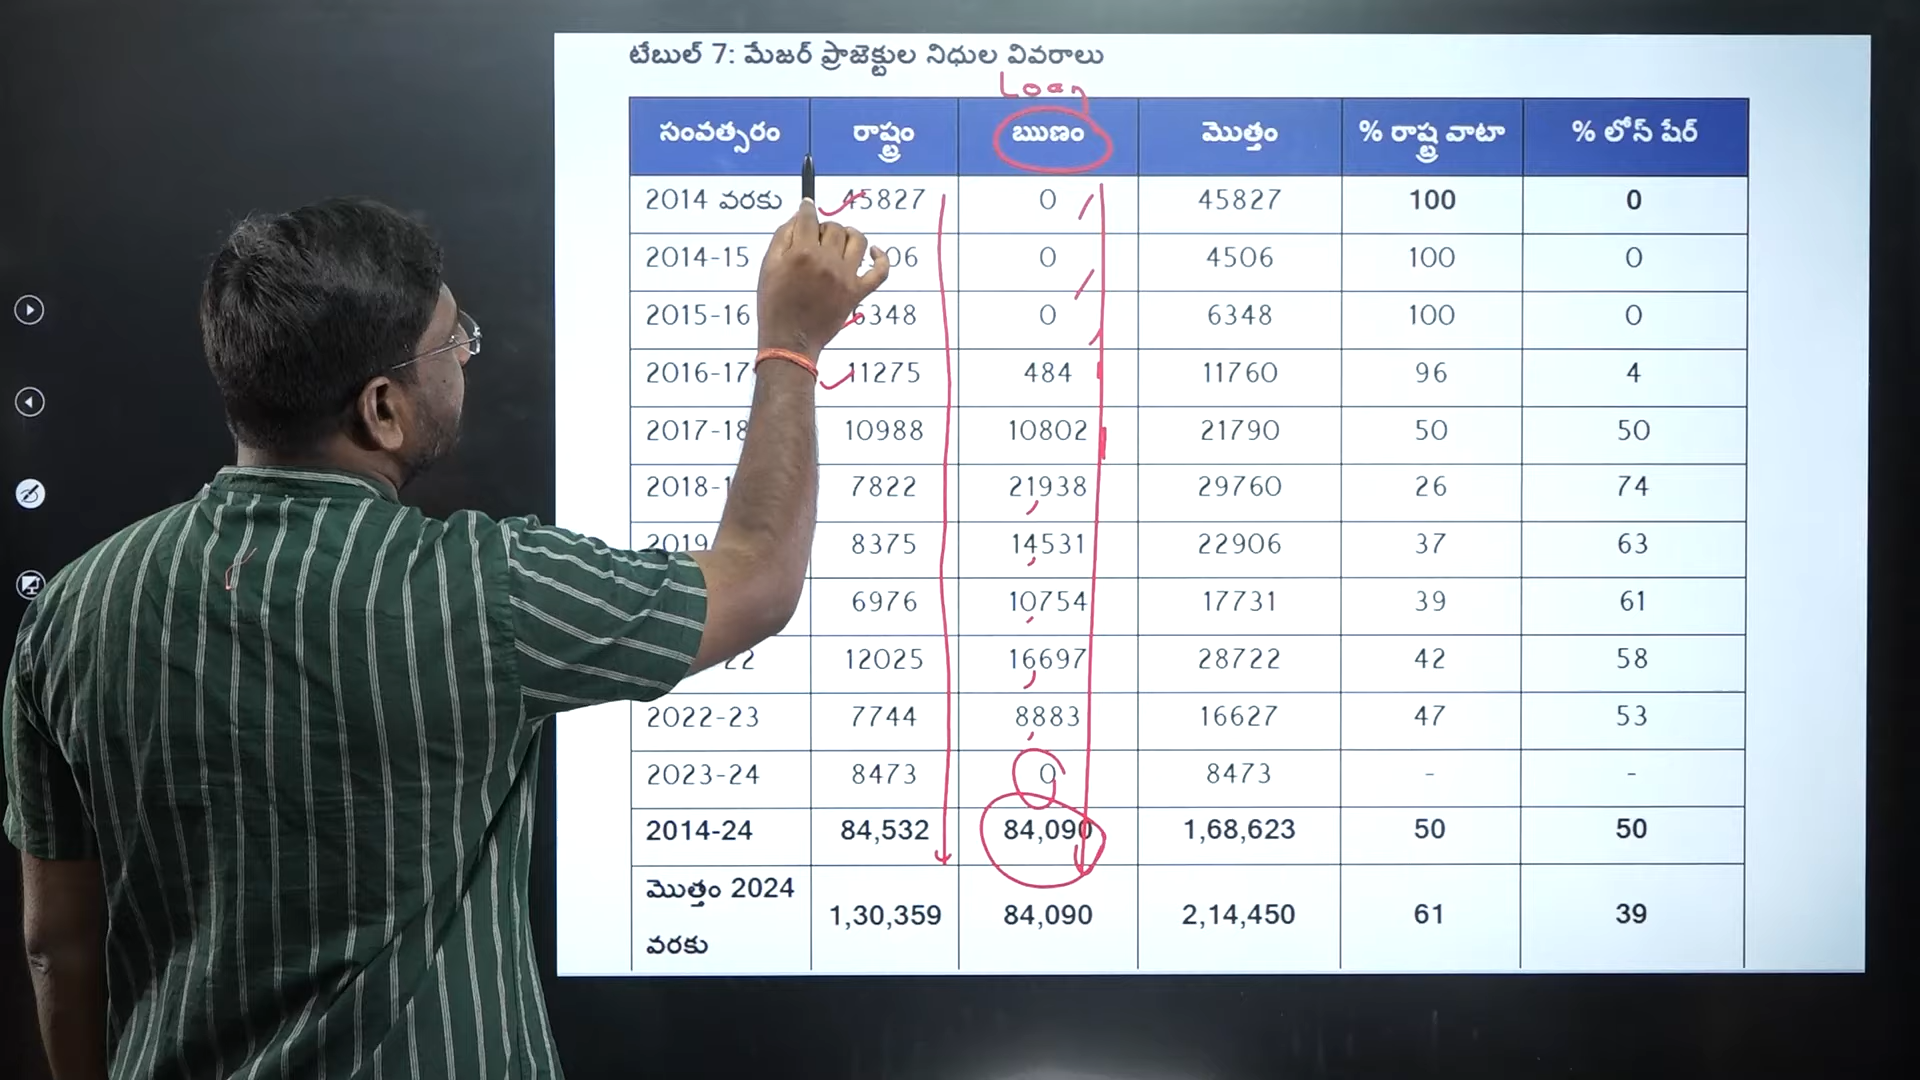 టేబుల్ 7: మేజర్ ప్రాజెక్టుల నిధుల వివరాలు
Loan
సంవత్సరం రాష్ట్రం ఋణం మొత్తం % రాష్ట్ర వాటా % లోన్ షేర్
2014 వరకు 45827 0 45827 100 0
2014-15 0 4506 100 0
2015-16 6348 0 6348 100 0
2016-17 11275 484 11760 96 4
2017-18 10988 10802 21790 50 50
7822 21938 29760 26 74
8375 14531 22906 37 63
6976 10754 17731 39 61
12025 16697 28722 42 58
2022-23 7744 8883 16627 47 53
2023-24 8473 0 8473 - -
2014-24 84,532 84,090 1,68,623 50 50
మొత్తం 2024 వరకు 1,30,359 84,090 2,14,450 61 39